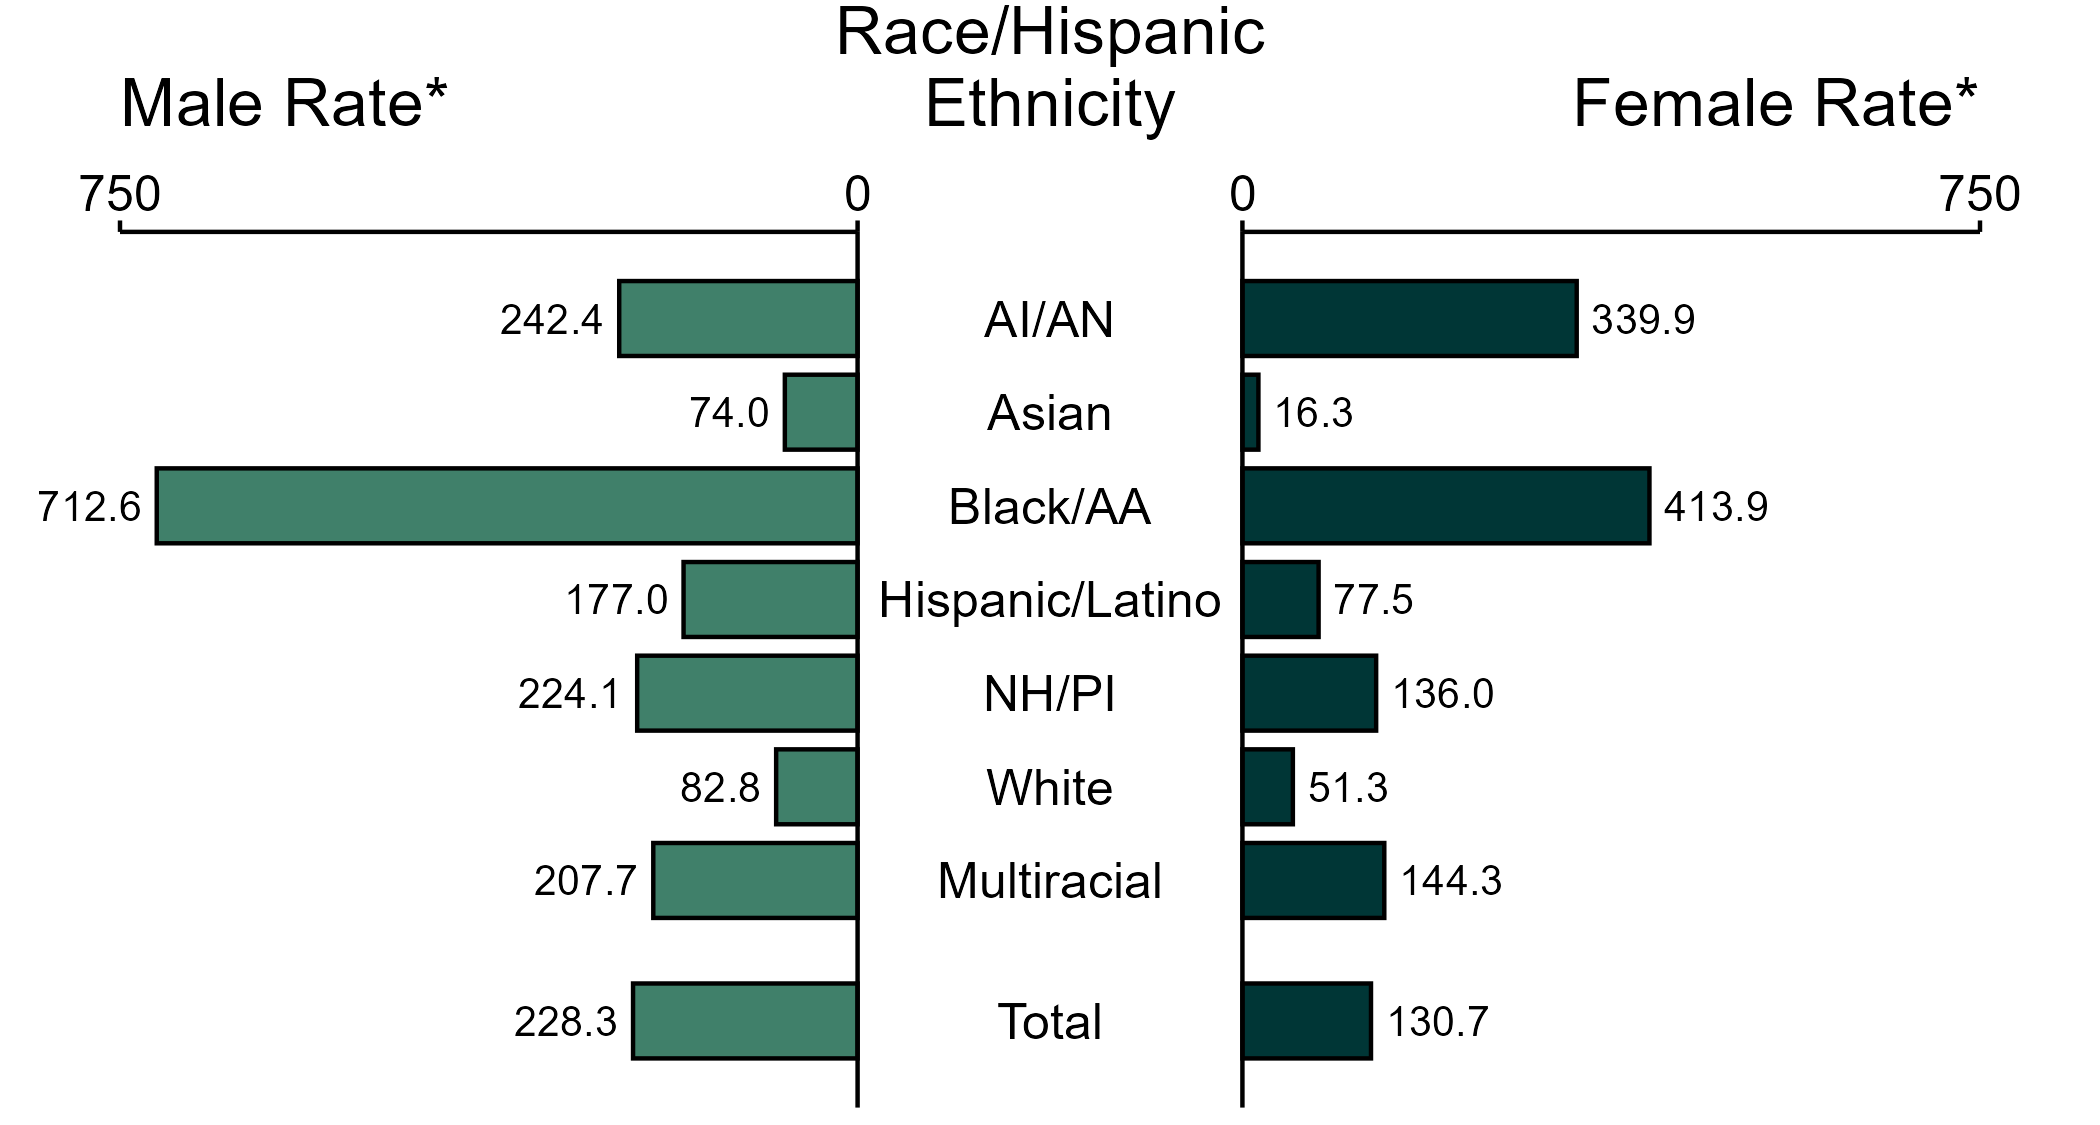 Race/Hispanic
Male Rate* Ethnicity Female Rate*
750 0 0 750
242.4 AI/AN 339.9
74.0 Asian 16.3
712.6 Black/AA 413.9
177.0 Hispanic/Latino 77.5
224.1 NH/PI 136.0
82.8 White 51.3
207.7 Multiracial 144.3
228.3 Total 130.7